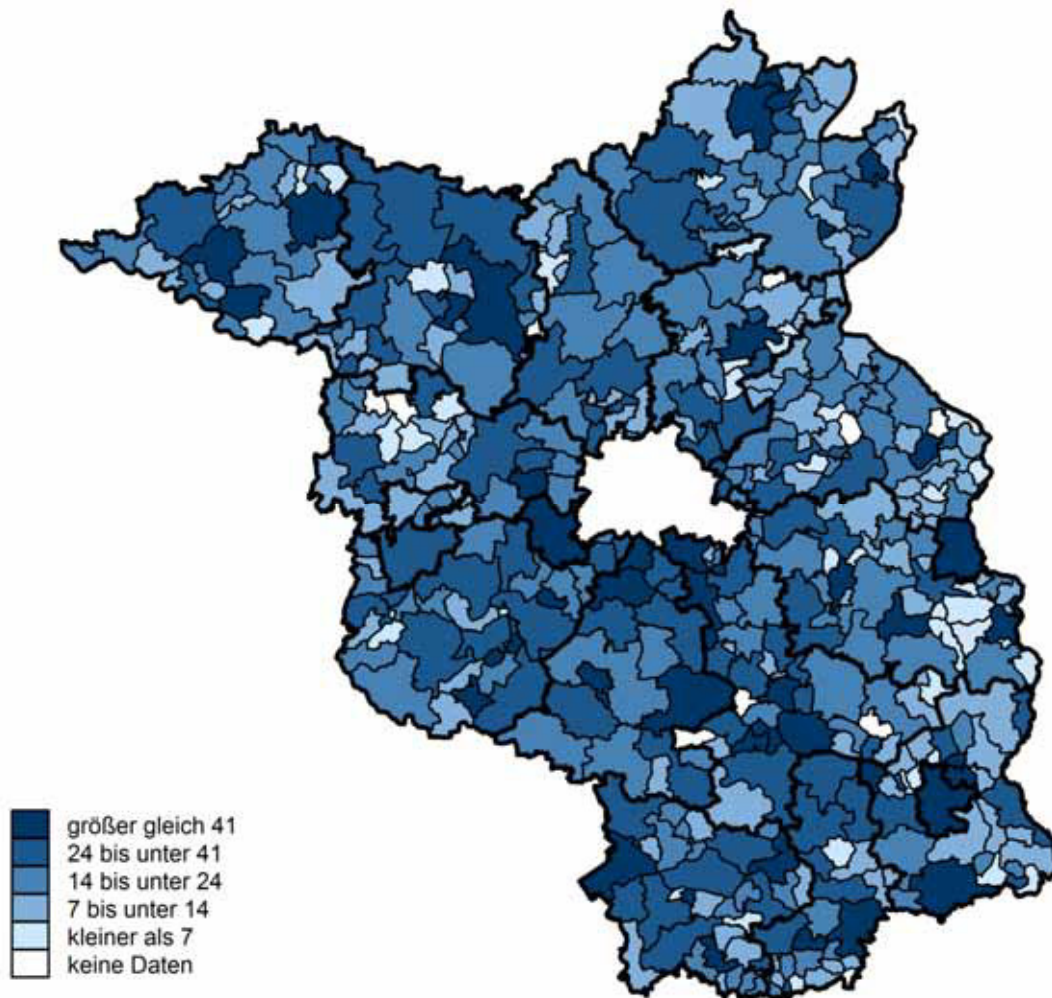 größer gleich 41
24 bis unter 41
14 bis unter 24
7 bis unter 14
kleiner als 7
keine Daten